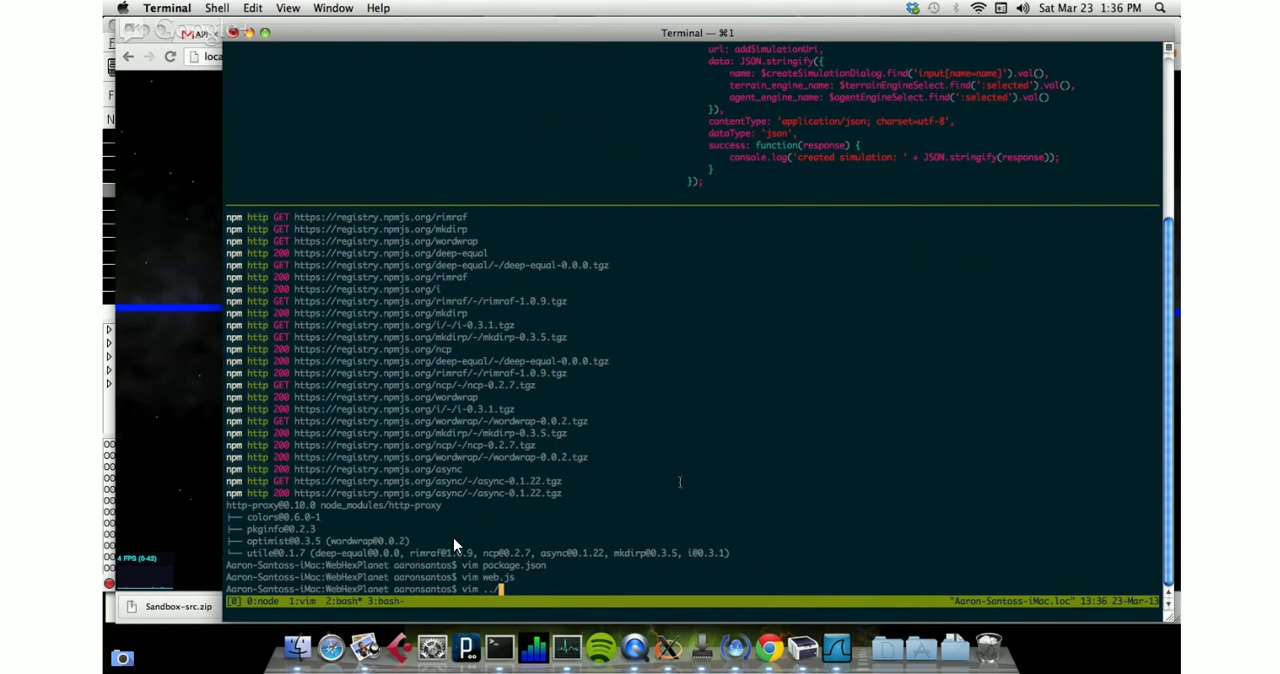 Terminal Shell Edit View Window Help Sat Mar 23 1:36 PM
Terminal — ⌘1
loca
url: addSimulationUri,
data: JSON.stringify({
name: $createSimulationDialog.find('input[name=name]').val(),
terrain_engine_name: $terrainEngineSelect.find(':selected').val(),
agent_engine_name: $agentEngineSelect.find(':selected').val()
}),
contentType: 'application/json; charset=utf-8',
dataType: 'json',
success: function(response) {
console.log('created simulation: ' + JSON.stringify(response));
}
});
npm http GET https://registry.npmjs.org/rimraf
npm http GET https://registry.npmjs.org/mkdirp
npm http GET https://registry.npmjs.org/wordwrap
npm http 200 https://registry.npmjs.org/deep-equal
npm http GET https://registry.npmjs.org/deep-equal/-/deep-equal-0.0.0.tgz
npm http 200 https://registry.npmjs.org/rimraf
npm http 200 https://registry.npmjs.org/i
npm http GET https://registry.npmjs.org/rimraf/-/rimraf-1.0.9.tgz
npm http 200 https://registry.npmjs.org/mkdirp
npm http GET https://registry.npmjs.org/i/-/i-0.3.1.tgz
npm http GET https://registry.npmjs.org/mkdirp/-/mkdirp-0.3.5.tgz
npm http 200 https://registry.npmjs.org/ncp
npm http 200 https://registry.npmjs.org/deep-equal/-/deep-equal-0.0.0.tgz
npm http 200 https://registry.npmjs.org/rimraf/-/rimraf-1.0.9.tgz
npm http GET https://registry.npmjs.org/ncp/-/ncp-0.2.7.tgz
npm http 200 https://registry.npmjs.org/wordwrap
npm http 200 https://registry.npmjs.org/i/-/i-0.3.1.tgz
npm http GET https://registry.npmjs.org/wordwrap/-/wordwrap-0.0.2.tgz
npm http 200 https://registry.npmjs.org/mkdirp/-/mkdirp-0.3.5.tgz
npm http 200 https://registry.npmjs.org/ncp/-/ncp-0.2.7.tgz
npm http 200 https://registry.npmjs.org/wordwrap/-/wordwrap-0.0.2.tgz
npm http 200 https://registry.npmjs.org/async
npm http GET https://registry.npmjs.org/async/-/async-0.1.22.tgz
npm http 200 https://registry.npmjs.org/async/-/async-0.1.22.tgz
http-proxy@0.10.0 node_modules/http-proxy
├── colors@0.6.0-1
├── pkginfo@0.2.3
├── optimist@0.3.5 (wordwrap@0.0.2)
└── utile@0.1.7 (deep-equal@0.0.0, rimraf@1.0.9, ncp@0.2.7, async@0.1.22, mkdirp@0.3.5, i@0.3.1)
Aaron-Santoss-iMac:WebHexPlanet aaronsantos$ vim package.json
Aaron-Santoss-iMac:WebHexPlanet aaronsantos$ vim web.js
Aaron-Santoss-iMac:WebHexPlanet aaronsantos$ vim ../
[0] 0:node 1:vim 2:bash* 3:bash- "Aaron-Santoss-iMac.loc" 13:36 23-Mar-13
4 FPS (0-42)
Sandbox-src.zip